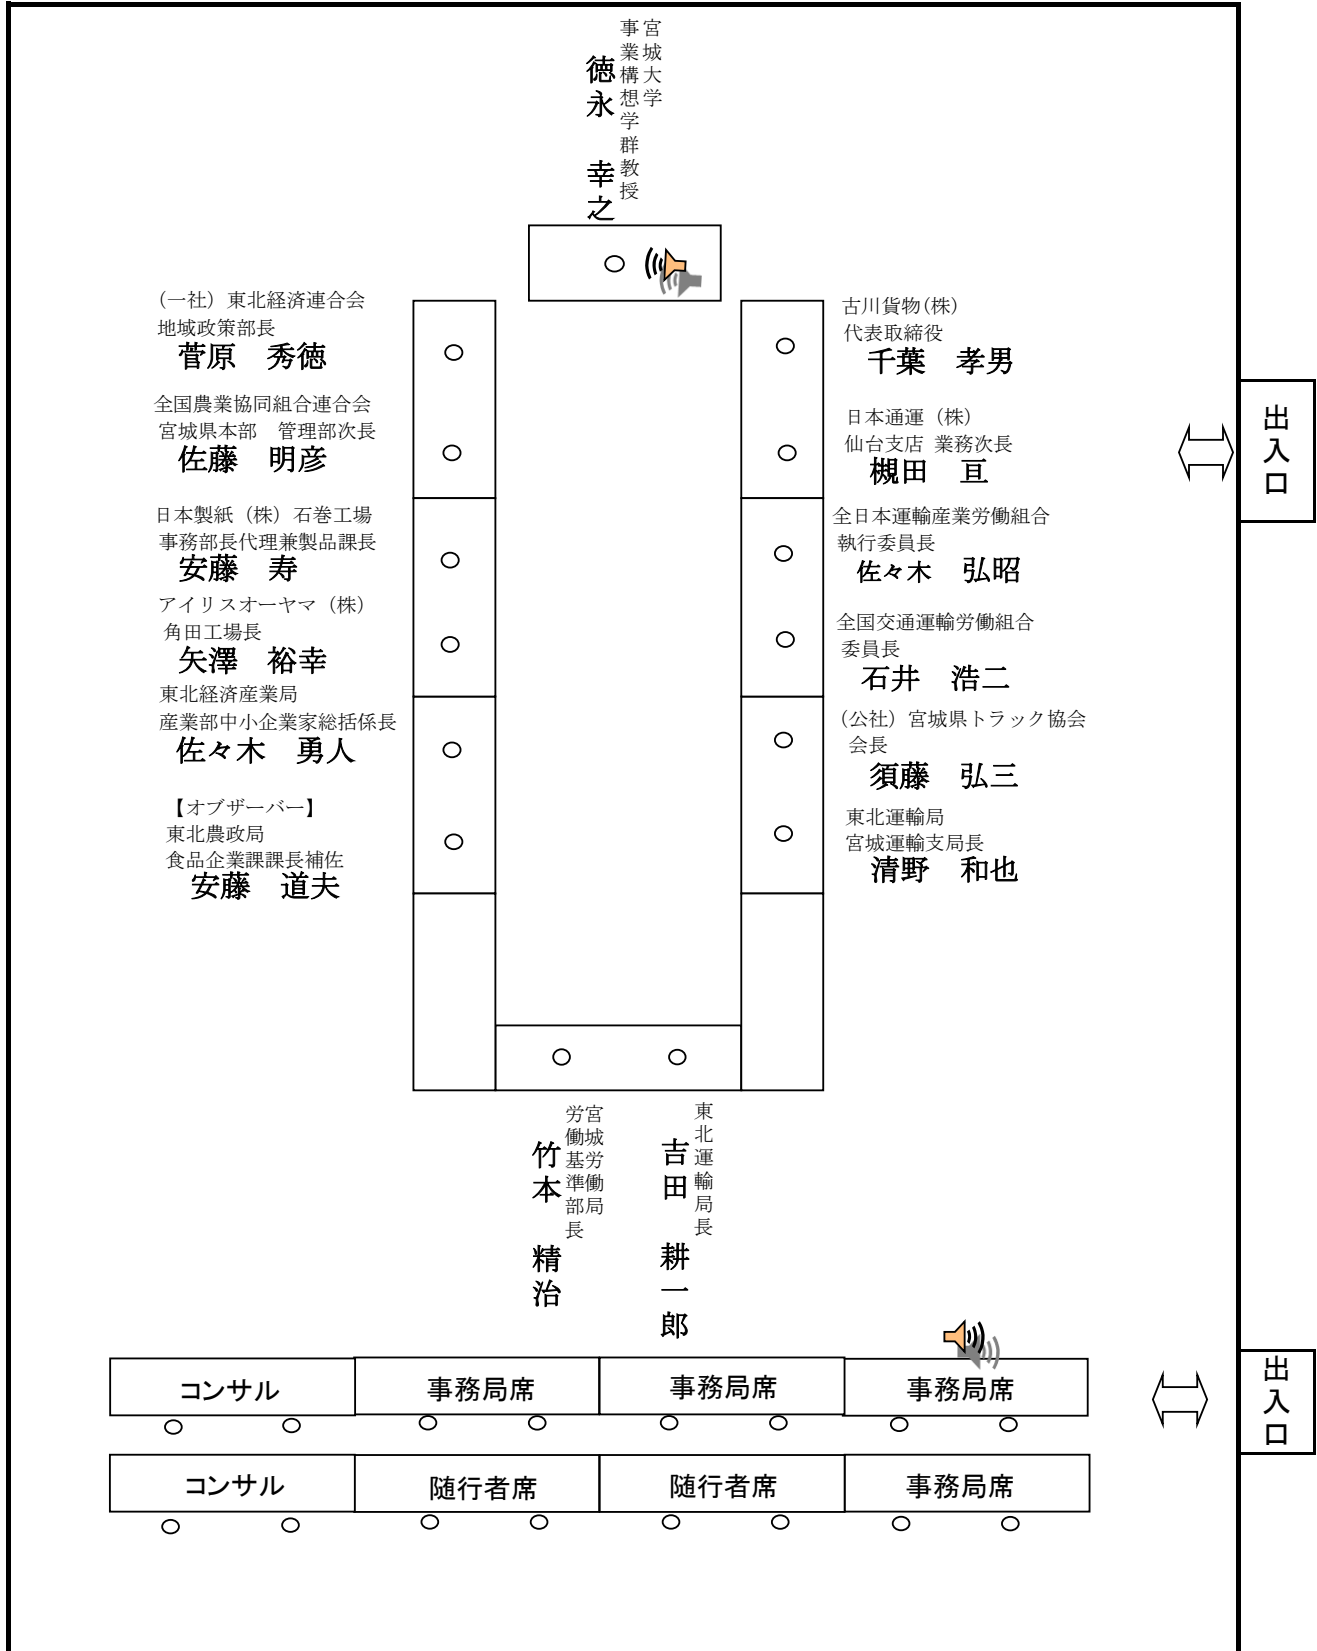 宮城大学
事業構想学群教授
徳永　幸之
（一社）東北経済連合会
地域政策部長
菅原　秀徳
全国農業協同組合連合会
宮城県本部　管理部次長
佐藤　明彦
日本製紙（株）石巻工場
事務部長代理兼製品課長
安藤　寿
アイリスオーヤマ（株）
角田工場長
矢澤　裕幸
東北経済産業局
産業部中小企業家総括係長
佐々木　勇人
【オブザーバー】
東北農政局
食品企業課課長補佐
安藤　道夫
古川貨物(株)
代表取締役
千葉　孝男
日本通運（株）
仙台支店 業務次長
槻田　亘
全日本運輸産業労働組合
執行委員長
佐々木　弘昭
全国交通運輸労働組合
委員長
石井　浩二
（公社）宮城県トラック協会
会長
須藤　弘三
東北運輸局
宮城運輸支局長
清野　和也
出入口
東北運輸局長
吉田　耕一郎
宮城労働局
労働基準部長
竹本　精治
コンサル
事務局席
事務局席
事務局席
出入口
コンサル
随行者席
随行者席
事務局席